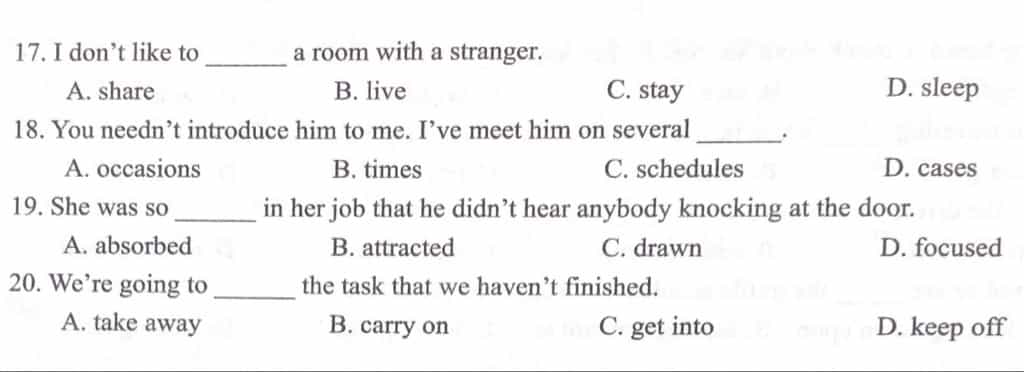 17. I don't like to ______ a room with a stranger.
A. share B. live C. stay D. sleep
18. You needn't introduce him to me. I've meet him on several ______.
A. occasions B. times C. schedules D. cases
19. She was so ______ in her job that he didn't hear anybody knocking at the door.
A. absorbed B. attracted C. drawn D. focused
20. We're going to ______ the task that we haven't finished.
A. take away B. carry on C. get into D. keep off